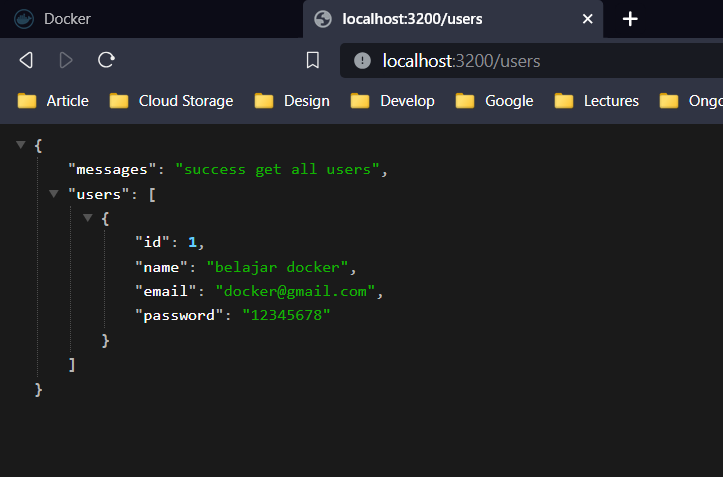 Docker
localhost:3200/users
localhost:3200/users
Article Cloud Storage Design Develop Google Lectures Ongo
{
"messages": "success get all users",
"users": [
{
"id": 1,
"name": "belajar docker",
"email": "docker@gmail.com",
"password": "12345678"
}
]
}